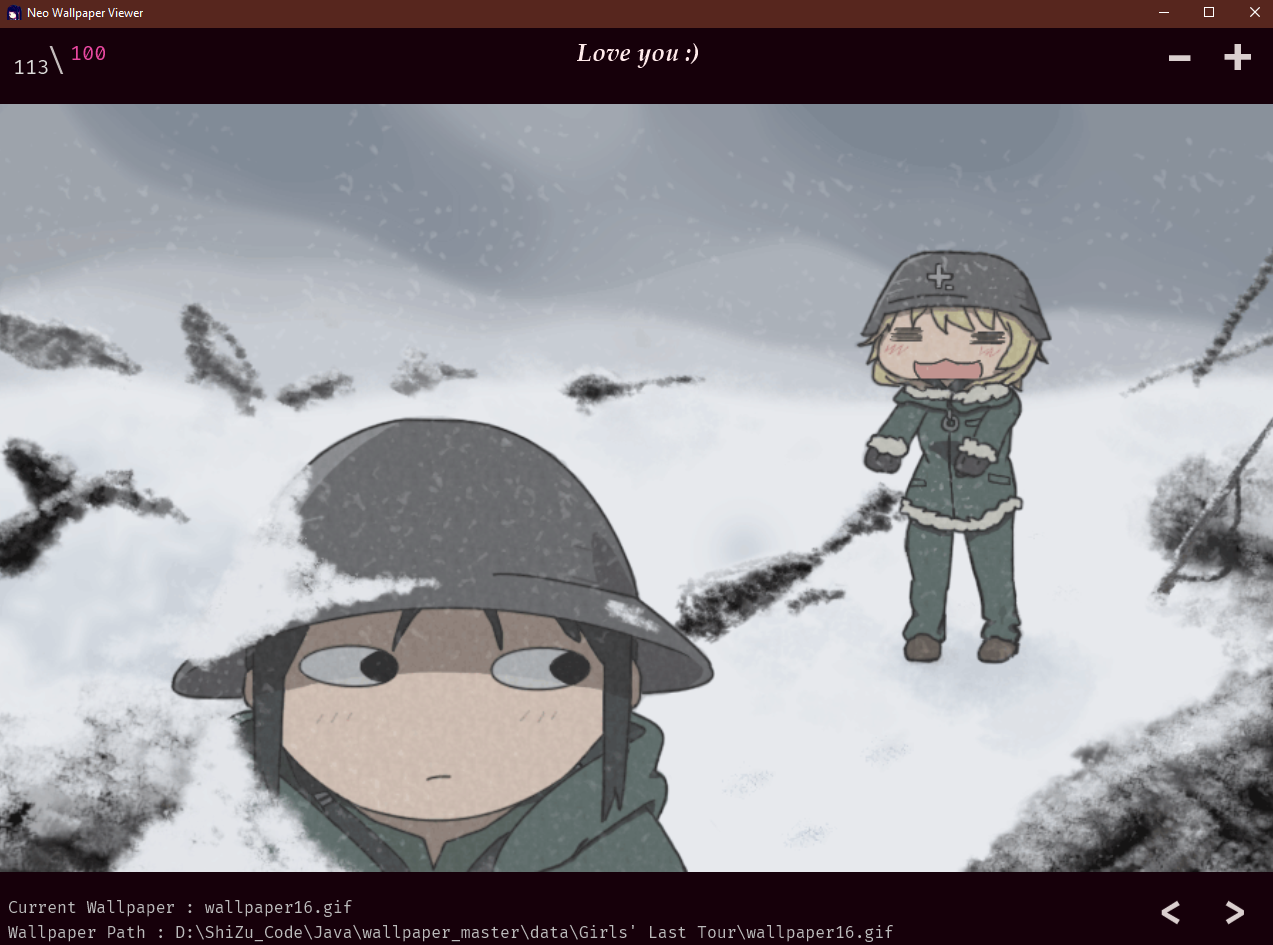 Neo Wallpaper Viewer
113\100
Love you :)
Current Wallpaper : wallpaper16.gif
Wallpaper Path : D:\ShiZu_Code\Java\wallpaper_master\data\Girls' Last Tour\wallpaper16.gif